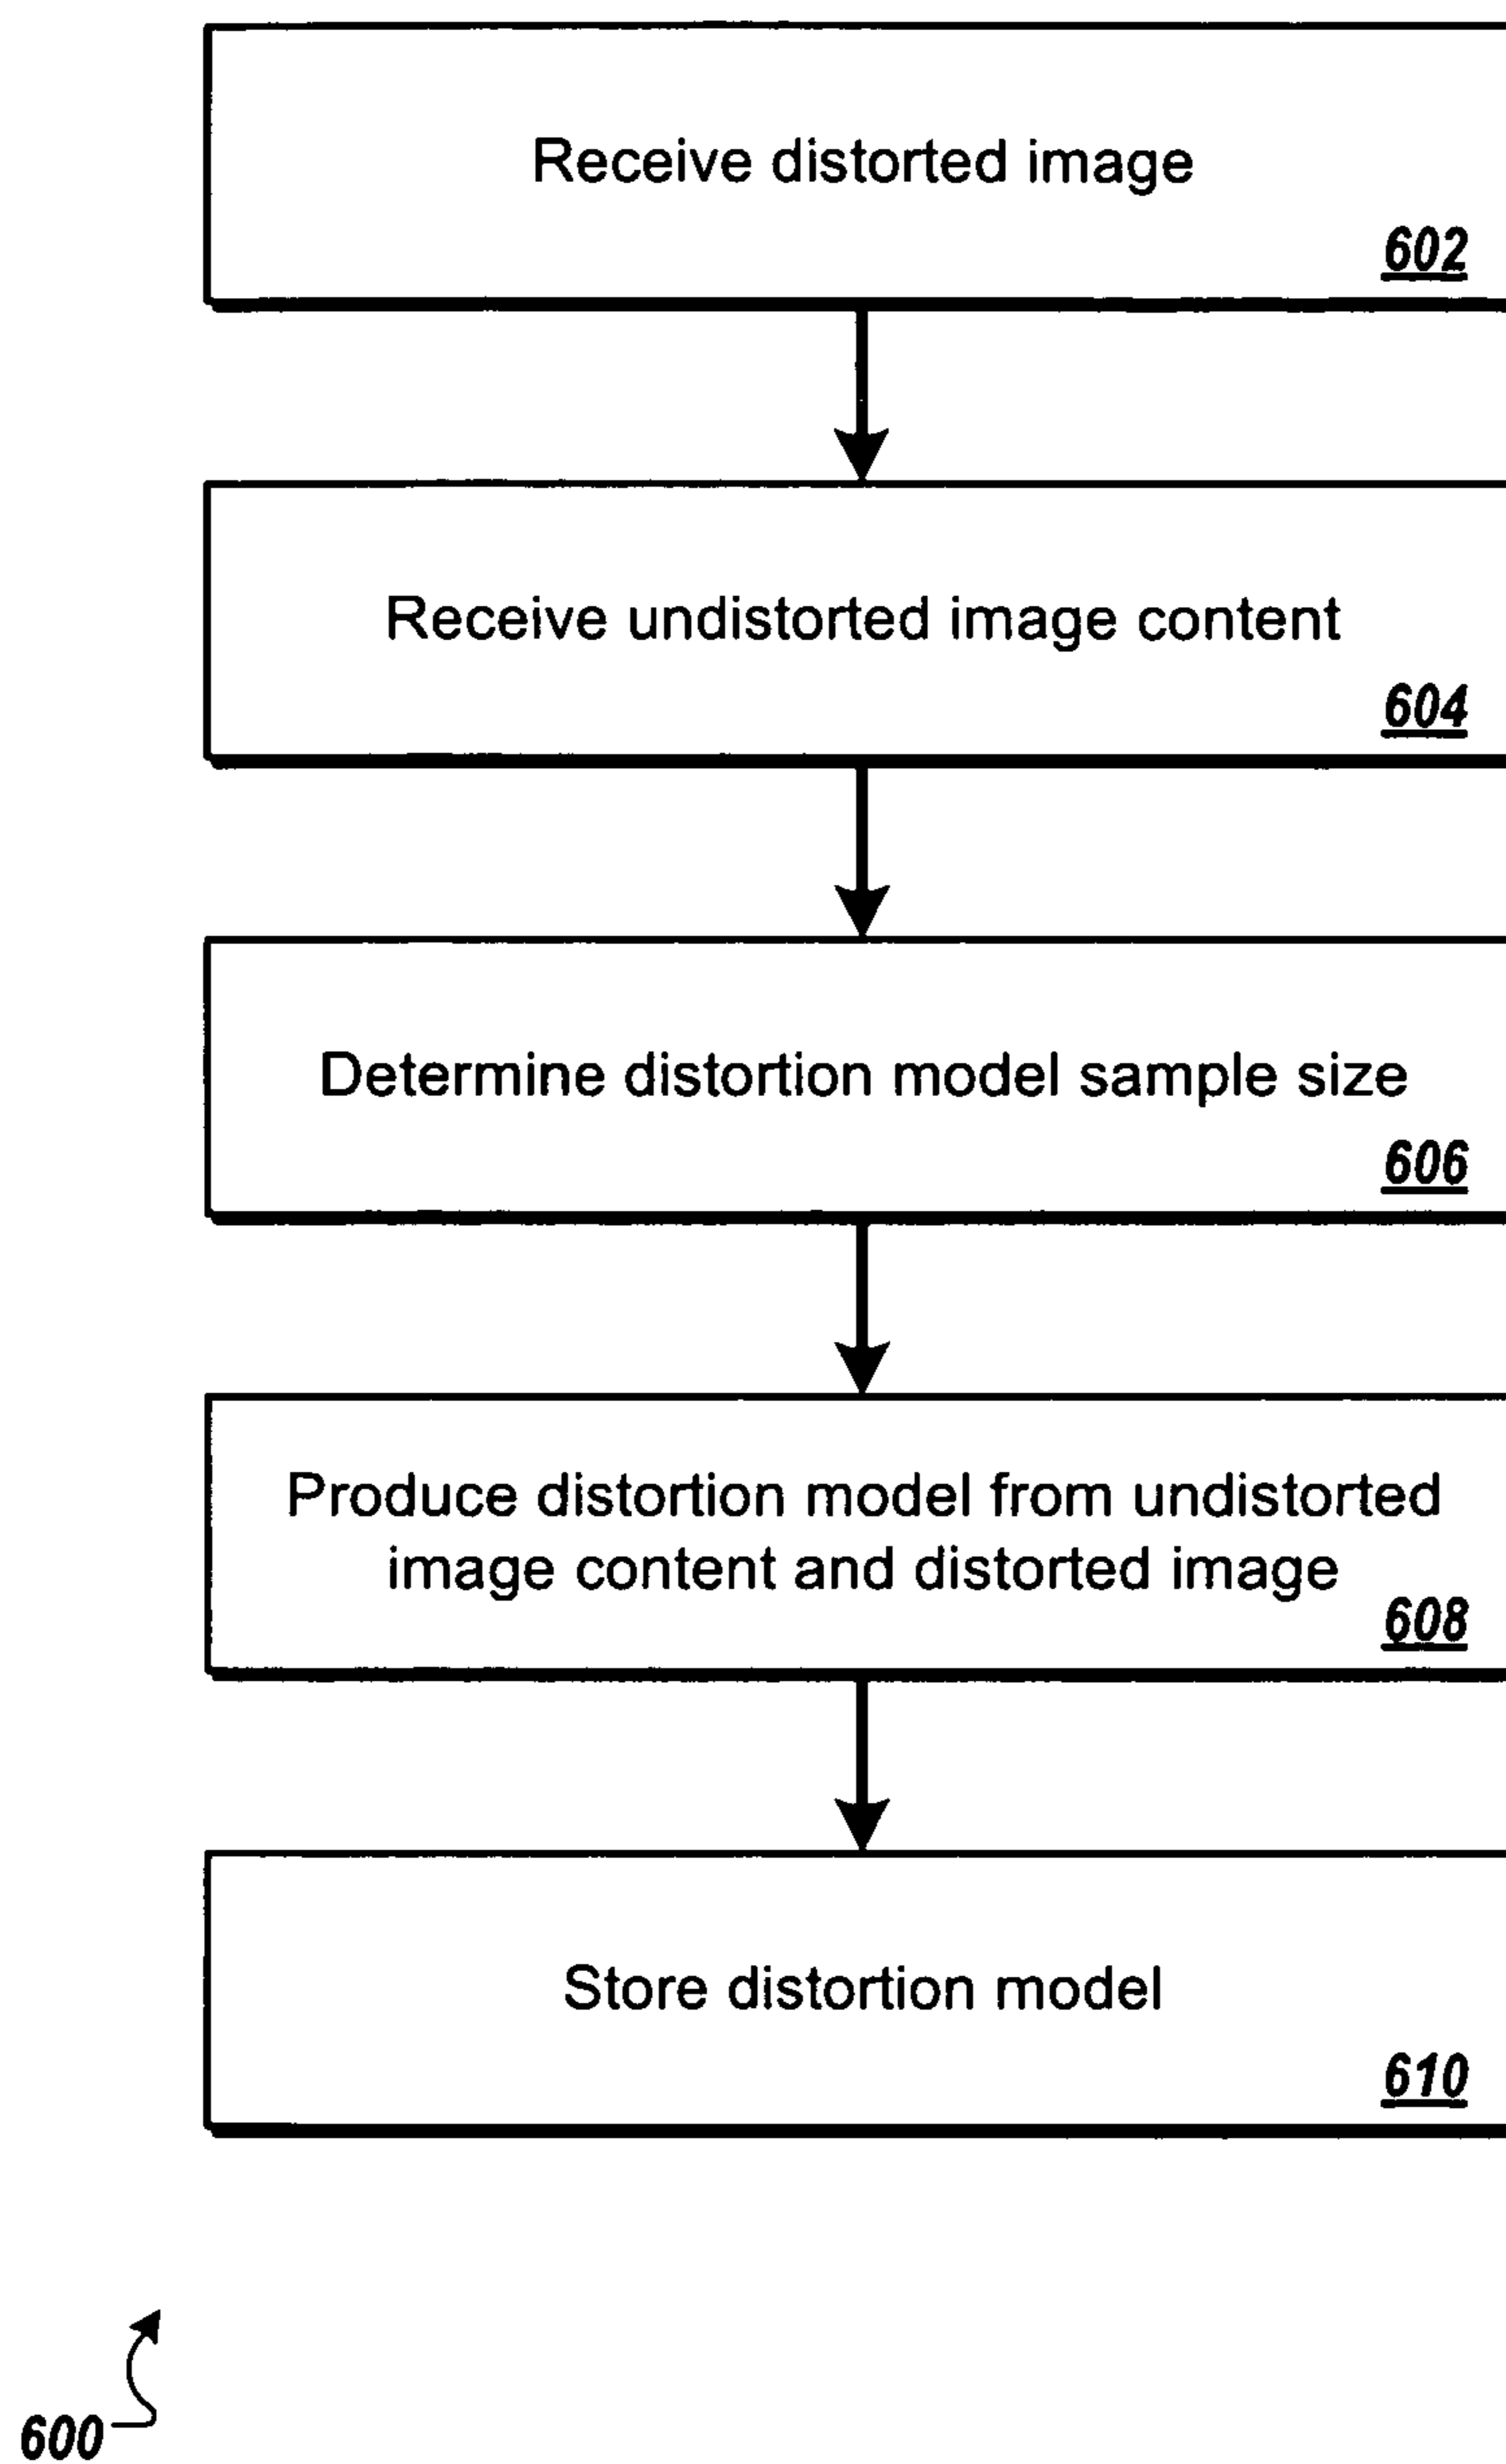 Receive distorted image
602
Receive undistorted image content
604
Determine distortion model sample size
606
Produce distortion model from undistorted
image content and distorted image
608
Store distortion model
610
600